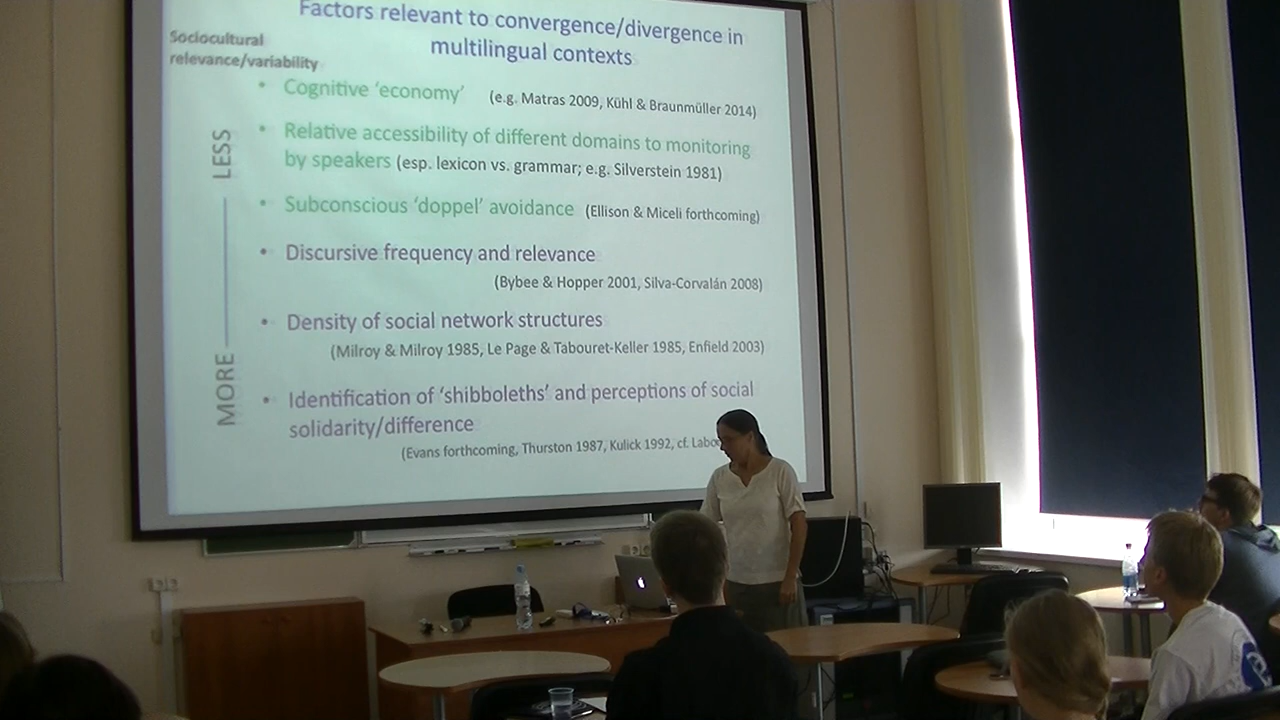 Factors relevant to convergence/divergence in
multilingual contexts
Sociocultural
relevance/variability
LESS
MORE
• Cognitive ‘economy’ (e.g. Matras 2009, Kühl & Braunmüller 2014)
• Relative accessibility of different domains to monitoring
by speakers (esp. lexicon vs. grammar; e.g. Silverstein 1981)
• Subconscious ‘doppel’ avoidance (Ellison & Miceli forthcoming)
• Discursive frequency and relevance
(Bybee & Hopper 2001, Silva-Corvalán 2008)
• Density of social network structures
(Milroy & Milroy 1985, Le Page & Tabouret-Keller 1985, Enfield 2003)
• Identification of ‘shibboleths’ and perceptions of social
solidarity/difference
(Evans forthcoming, Thurston 1987, Kulick 1992, cf. Labo